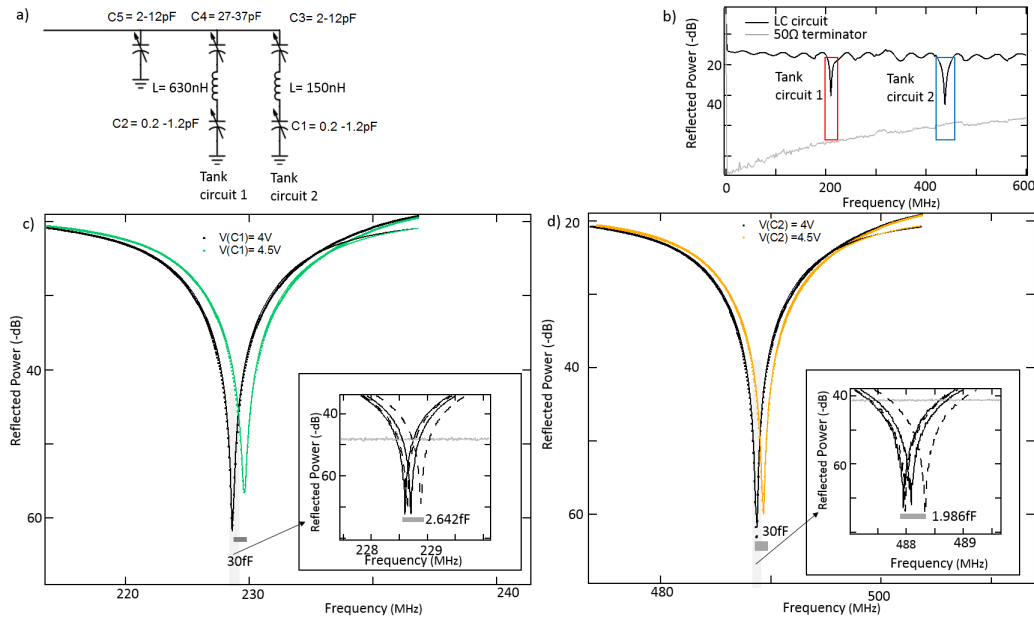 a)
C5 = 2-12pF
C4 = 27-37pF
C3 = 2-12pF
L= 630nH
L= 150nH
C2 = 0.2 -1.2pF
C1 = 0.2 -1.2pF
Tank
circuit 1
Tank
circuit 2
b)
LC circuit
50Ω terminator
Tank
circuit 1
Tank
circuit 2
20
40
Reflected Power (-dB)
0
200
400
600
Frequency (MHz)
c)
V(C1)= 4V
V(C1)= 4.5V
Reflected Power (-dB)
40
60
30fF
220
230
240
Frequency (MHz)
Reflected Power (-dB)
40
60
2.642fF
228
229
Frequency (MHz)
d)
V(C2) = 4V
V(C2)=4.5V
Reflected Power (-dB)
20
40
60
30fF
480
500
Frequency (MHz)
Reflected Power (-dB)
40
60
1.986fF
488
489
Frequency (MHz)